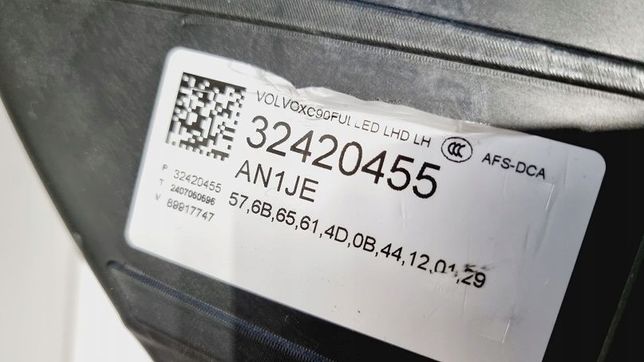 VOLVOXC90FULLED LHD LH
CCC AFS-DCA
32420455
AN1JE
57,6B,65,61,4D,0B,44,12,01,29
P 32420455
T 2407060696
V 89917747